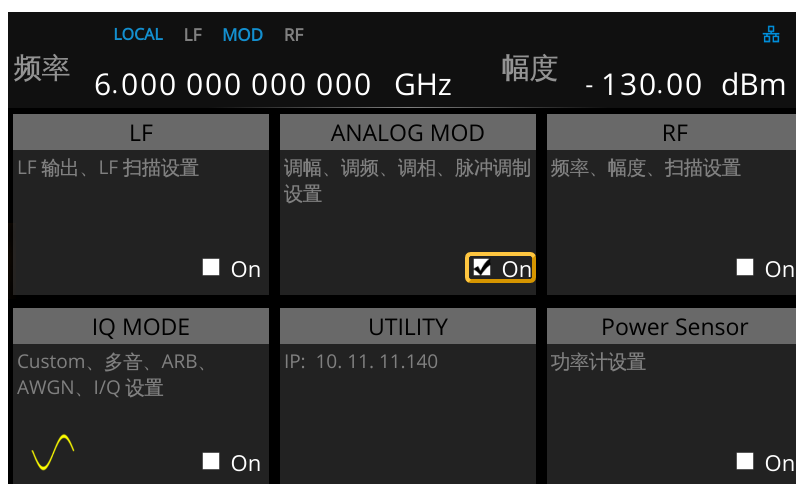 LOCAL LF MOD RF
频率 6.000 000 000 000 GHz 幅度 - 130.00 dBm
LF ANALOG MOD RF
LF 输出、LF 扫描设置
调幅、调频、调相、脉冲调制
设置
频率、幅度、扫描设置
On On On
IQ MODE UTILITY Power Sensor
Custom、多音、ARB、
AWGN、I/Q 设置
IP: 10. 11. 11.140
功率计设置
On On